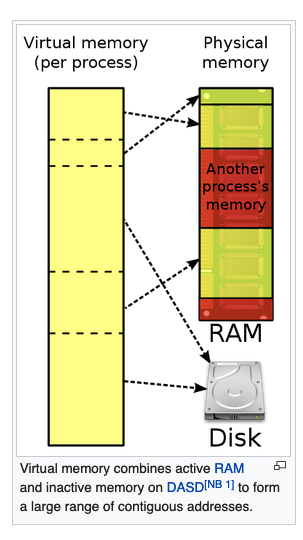 Virtual memory
(per process)
Physical
memory
Another
process's
memory
RAM
Disk
Virtual memory combines active RAM
and inactive memory on DASD[NB 1] to form
a large range of contiguous addresses.